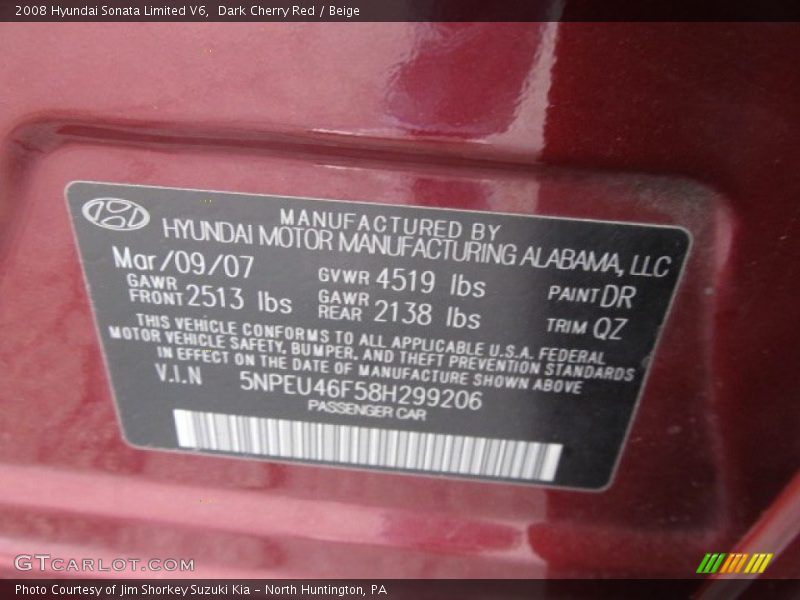 2008 Hyundai Sonata Limited V6,  Dark Cherry Red / Beige
MANUFACTURED BY
HYUNDAI MOTOR MANUFACTURING ALABAMA, LLC
Mar/09/07 GVWR 4519 lbs PAINT DR
GAWR FRONT 2513 lbs GAWR REAR 2138 lbs TRIM QZ
THIS VEHICLE CONFORMS TO ALL APPLICABLE U.S.A. FEDERAL
MOTOR VEHICLE SAFETY, BUMPER, AND THEFT PREVENTION STANDARDS
IN EFFECT ON THE DATE OF MANUFACTURE SHOWN ABOVE
V.I.N 5NPEU46F58H299206
PASSENGER CAR
GTCARLOT.COM
Photo Courtesy of Jim Shorkey Suzuki Kia – North Huntington, PA